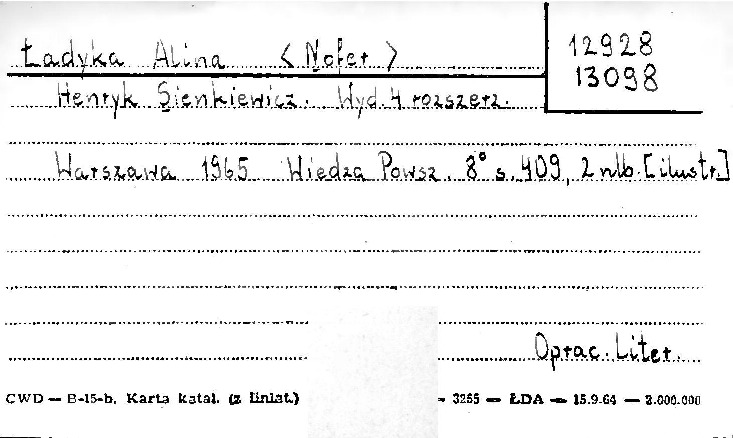 Ładyka Alina <Nofer>
12928
13098
Henryk Sienkiewicz. Wyd. 4 rozszerz.
Warszawa 1965 Wiedza Powsz. 8° s. 409, 2 nlb. [ilustr.]
Oprac. Liter.
CWD — B-15-b. Karta katal. (z liniat.) - 3255 — ŁDA — 15.9.64 — 3.000.000